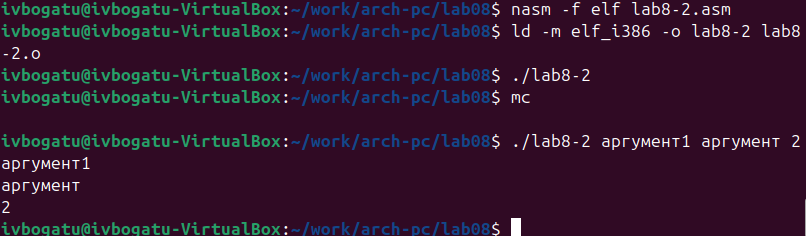 ivbogatu@ivbogatu-VirtualBox:~/work/arch-pc/lab08$ nasm -f elf lab8-2.asm
ivbogatu@ivbogatu-VirtualBox:~/work/arch-pc/lab08$ ld -m elf_i386 -o lab8-2 lab8
-2.o
ivbogatu@ivbogatu-VirtualBox:~/work/arch-pc/lab08$ ./lab8-2
ivbogatu@ivbogatu-VirtualBox:~/work/arch-pc/lab08$ mc
ivbogatu@ivbogatu-VirtualBox:~/work/arch-pc/lab08$ ./lab8-2 аргумент1 аргумент 2
аргумент1
аргумент
2
ivbogatu@ivbogatu-VirtualBox:~/work/arch-pc/lab08$